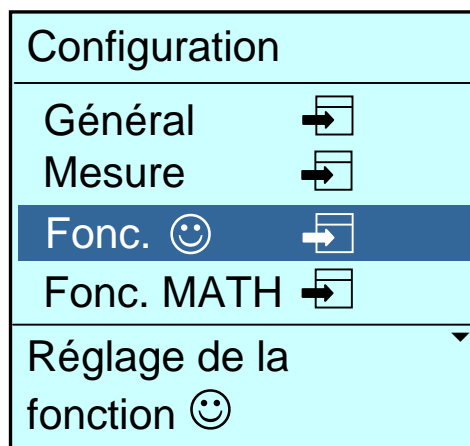 Configuration
Général
Mesure
Fonc. ☺
Fonc. MATH
Réglage de la
fonction ☺